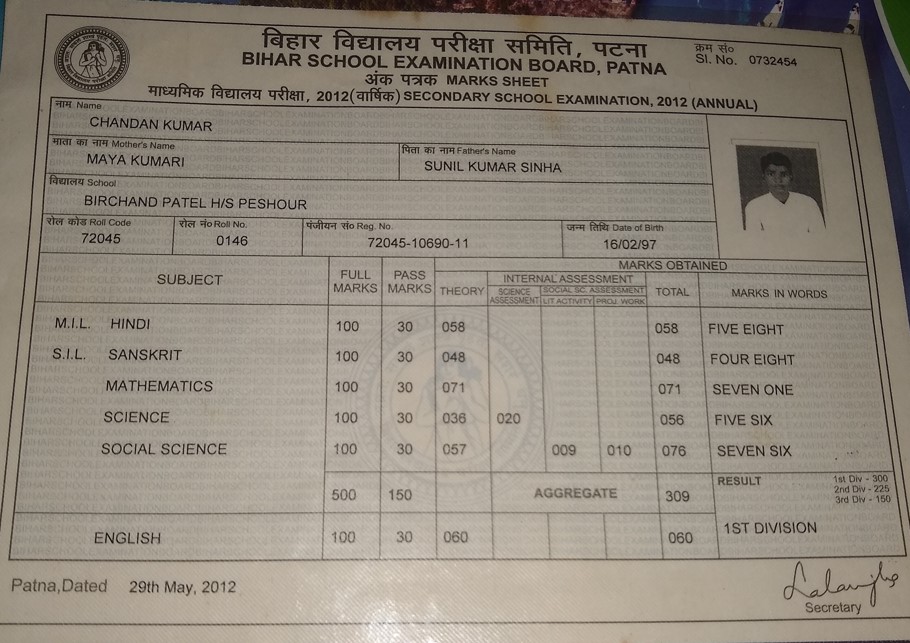 बिहार विद्यालय परीक्षा समिति, पटना
BIHAR SCHOOL EXAMINATION BOARD, PATNA
क्रम सं०
Sl. No. 0732454
अंक पत्रक MARKS SHEET
माध्यमिक विद्यालय परीक्षा, 2012(वार्षिक) SECONDARY SCHOOL EXAMINATION, 2012 (ANNUAL)
नाम Name
CHANDAN KUMAR
माता का नाम Mother's Name
MAYA KUMARI
पिता का नाम Father's Name
SUNIL KUMAR SINHA
विद्यालय School
BIRCHAND PATEL H/S PESHOUR
रोल कोड Roll Code
72045
रोल नं० Roll No.
0146
पंजीयन सं० Reg. No.
72045-10690-11
जन्म तिथि Date of Birth
16/02/97
SUBJECT FULL MARKS PASS MARKS MARKS OBTAINED
THEORY INTERNAL ASSESSMENT TOTAL MARKS IN WORDS
SCIENCE ASSESSMENT SOCIAL SC. ASSESSMENT
LIT ACTIVITY PROJ. WORK
M.I.L. HINDI 100 30 058 058 FIVE EIGHT
S.I.L. SANSKRIT 100 30 048 048 FOUR EIGHT
MATHEMATICS 100 30 071 071 SEVEN ONE
SCIENCE 100 30 036 020 056 FIVE SIX
SOCIAL SCIENCE 100 30 057 009 010 076 SEVEN SIX
500 150 AGGREGATE 309
RESULT
1st Div - 300
2nd Div - 225
3rd Div - 150
1ST DIVISION
ENGLISH 100 30 060 060
Patna,Dated 29th May, 2012
Secretary